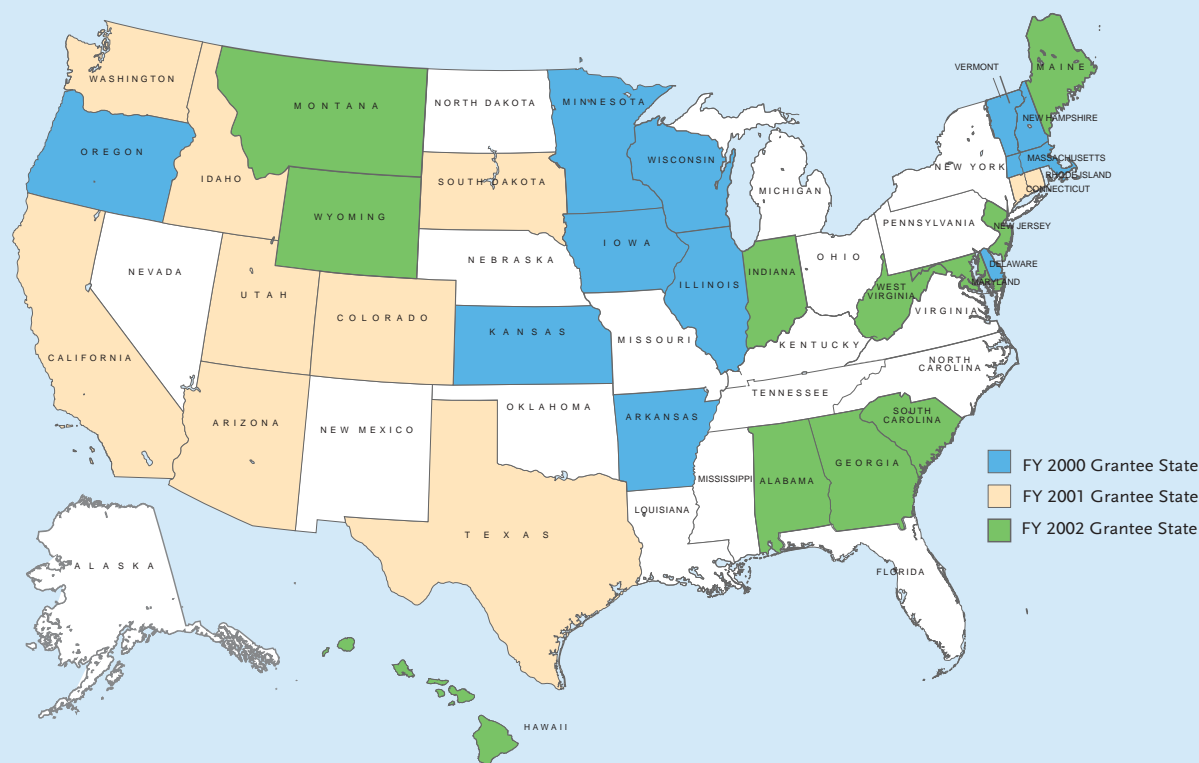 WASHINGTON
MONTANA
NORTH DAKOTA
MINNESOTA
VERMONT
MAINE
NEW HAMPSHIRE
OREGON
IDAHO
SOUTH DAKOTA
WISCONSIN
MICHIGAN
NEW YORK
MASSACHUSETTS
RHODE ISLAND
CONNECTICUT
WYOMING
PENNSYLVANIA
NEW JERSEY
NEVADA
UTAH
NEBRASKA
IOWA
ILLINOIS
INDIANA
OHIO
WEST
VIRGINIA
DELAWARE
MARYLAND
VIRGINIA
CALIFORNIA
COLORADO
KANSAS
MISSOURI
KENTUCKY
NORTH
CAROLINA
ARIZONA
NEW MEXICO
OKLAHOMA
ARKANSAS
TENNESSEE
SOUTH
CAROLINA
TEXAS
LOUISIANA
MISSISSIPPI
ALABAMA
GEORGIA
FLORIDA
ALASKA
HAWAII
FY 2000 Grantee State
FY 2001 Grantee State
FY 2002 Grantee State